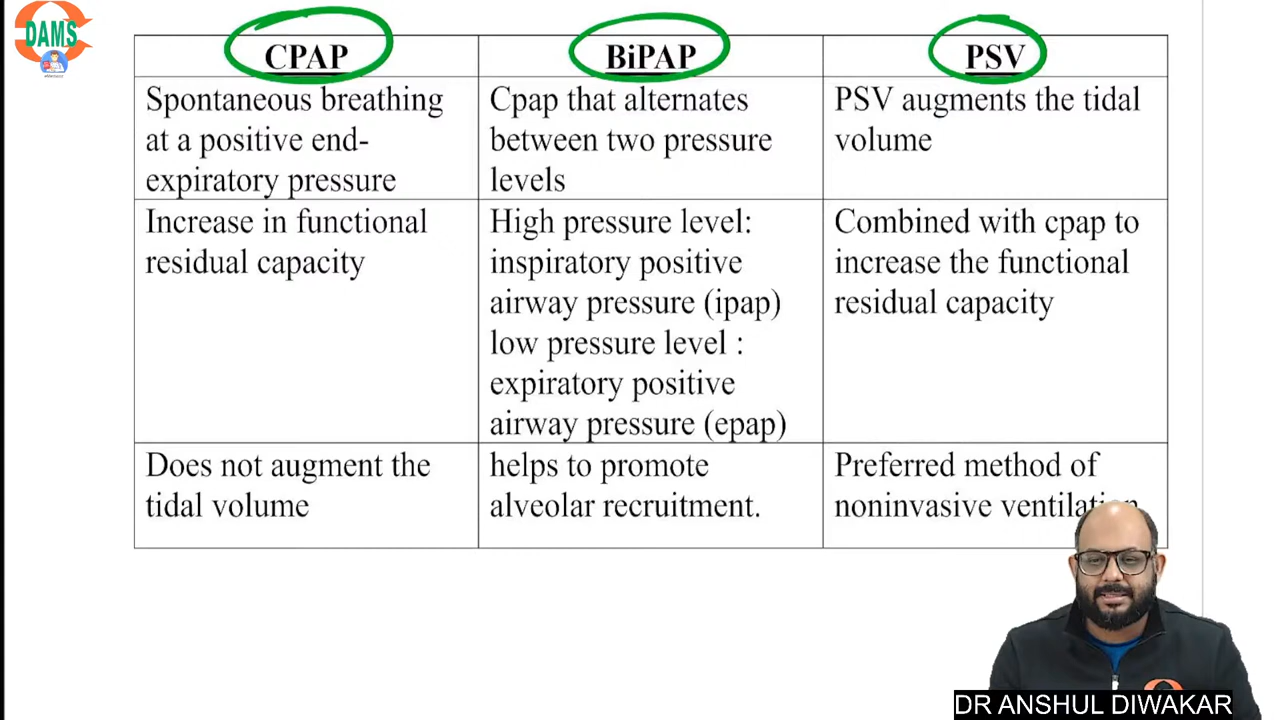 DAMS
CPAP
BiPAP
PSV
Spontaneous breathing
at a positive end-
expiratory pressure
Cpap that alternates
between two pressure
levels
PSV augments the tidal
volume
Increase in functional
residual capacity
High pressure level:
inspiratory positive
airway pressure (ipap)
low pressure level :
expiratory positive
airway pressure (epap)
Combined with cpap to
increase the functional
residual capacity
Does not augment the
tidal volume
helps to promote
alveolar recruitment.
Preferred method of
noninvasive ventilation
DR ANSHUL DIWAKAR